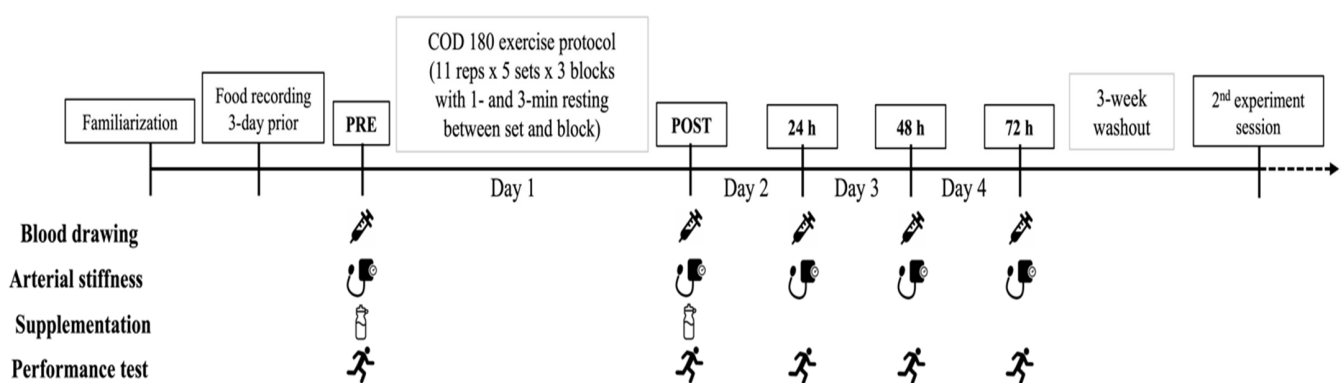 COD 180 exercise protocol
(11 reps x 5 sets x 3 blocks
with 1- and 3-min resting
between set and block)
Familiarization
Food recording
3-day prior
PRE
POST
24 h
48 h
72 h
3-week
washout
2nd experiment
session
Day 1
Day 2
Day 3
Day 4
Blood drawing
Arterial stiffness
Supplementation
Performance test